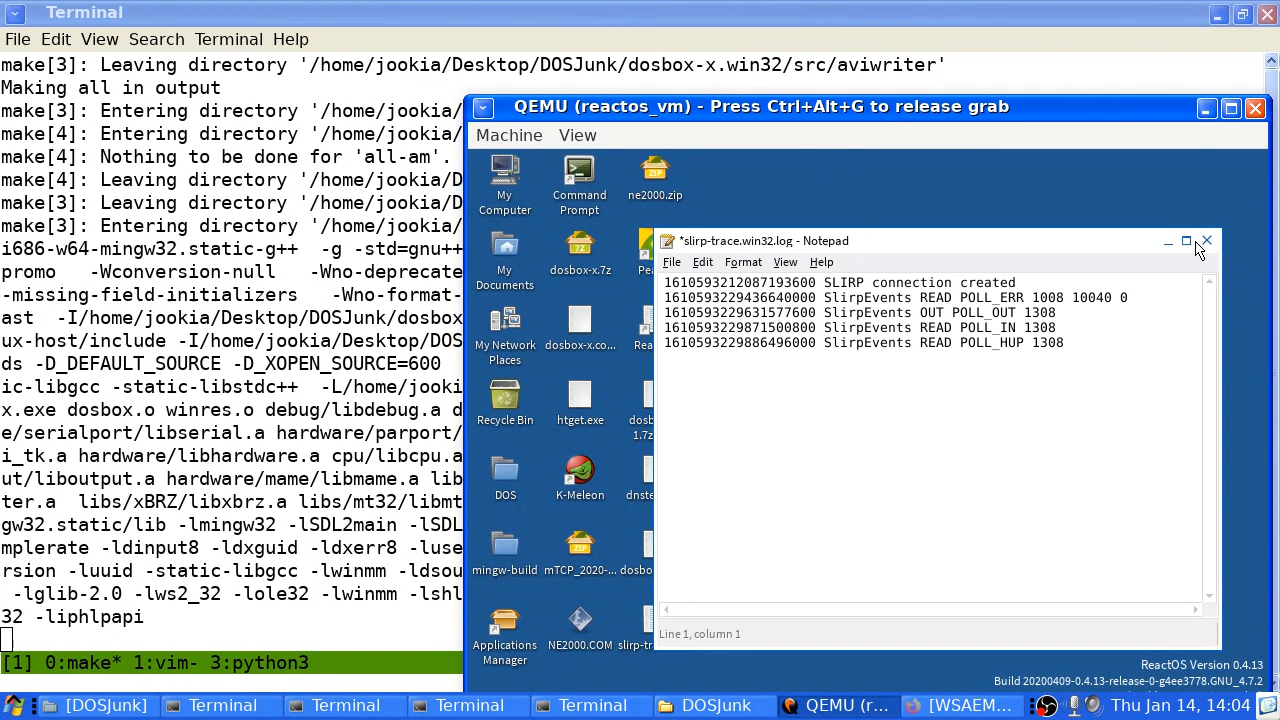 Terminal
File Edit View Search Terminal Help
make[3]: Leaving directory '/home/jookia/Desktop/DOSJunk/dosbox-x.win32/src/aviwriter'
Making all in output
make[3]: Entering directory '/home/jookia/
make[4]: Entering directory '/home/jookia/
make[4]: Nothing to be done for 'all-am'.
make[4]: Leaving directory '/home/jookia/D
make[3]: Leaving directory '/home/jookia/D
make[3]: Entering directory '/home/jookia/
i686-w64-mingw32.static-g++  -g -std=gnu++
promo   -Wconversion-null   -Wno-deprecate
-missing-field-initializers   -Wno-format-
ast  -I/home/jookia/Desktop/DOSJunk/dosbox
ux-host/include -I/home/jookia/Desktop/DOS
ds -D_DEFAULT_SOURCE -D_XOPEN_SOURCE=600
ic-libgcc -static-libstdc++  -L/home/jooki
x.exe dosbox.o winres.o debug/libdebug.a d
e/serialport/libserial.a hardware/parport/
i_tk.a hardware/libhardware.a cpu/libcpu.a
ut/liboutput.a hardware/mame/libmame.a lib
ter.a  libs/xBRZ/libxbrz.a libs/mt32/libmt
gw32.static/lib -lmingw32 -lSDL2main -lSDL
mplerate -ldinput8 -ldxguid -ldxerr8 -luse
rsion -luuid -static-libgcc -lwinmm -ldsou
-lglib-2.0 -lws2_32 -lole32 -lwinmm -lshl
32 -liphlpapi
[1] 0:make* 1:vim- 3:python3
QEMU (reactos_vm) - Press Ctrl+Alt+G to release grab
Machine View
My Computer
Command Prompt
ne2000.zip
My Documents
dosbox-x.7z
Pea
My Network Places
dosbox-x.co...
Rea
Recycle Bin
htget.exe
dosb
1.7z
DOS
K-Meleon
dnste
mingw-build
mTCP_2020-...
dosbo
Applications Manager
NE2000.COM
slirp-tr
*slirp-trace.win32.log - Notepad
File Edit Format View Help
1610593212087193600 SLIRP connection created
1610593229436640000 SlirpEvents READ POLL_ERR 1008 10040 0
1610593229631577600 SlirpEvents OUT POLL_OUT 1308
1610593229871500800 SlirpEvents READ POLL_IN 1308
1610593229886496000 SlirpEvents READ POLL_HUP 1308
Line 1, column 1
ReactOS Version 0.4.13
Build 20200409-0.4.13-release-0-g4ee3778.GNU_4.7.2
[DOSJunk]
Terminal
Terminal
Terminal
Terminal
DOSJunk
QEMU (r...
[WSAEM...
Thu Jan 14, 14:04